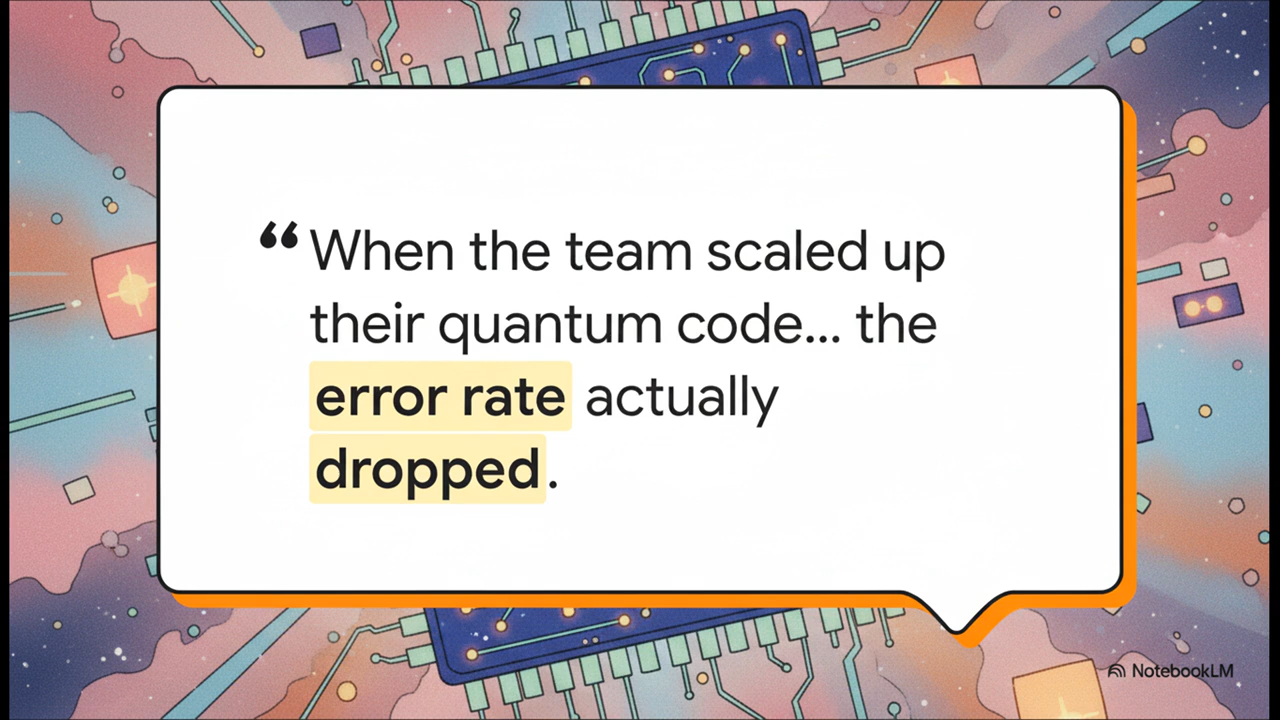 “When the team scaled up
their quantum code... the
error rate actually
dropped.
NotebookLM